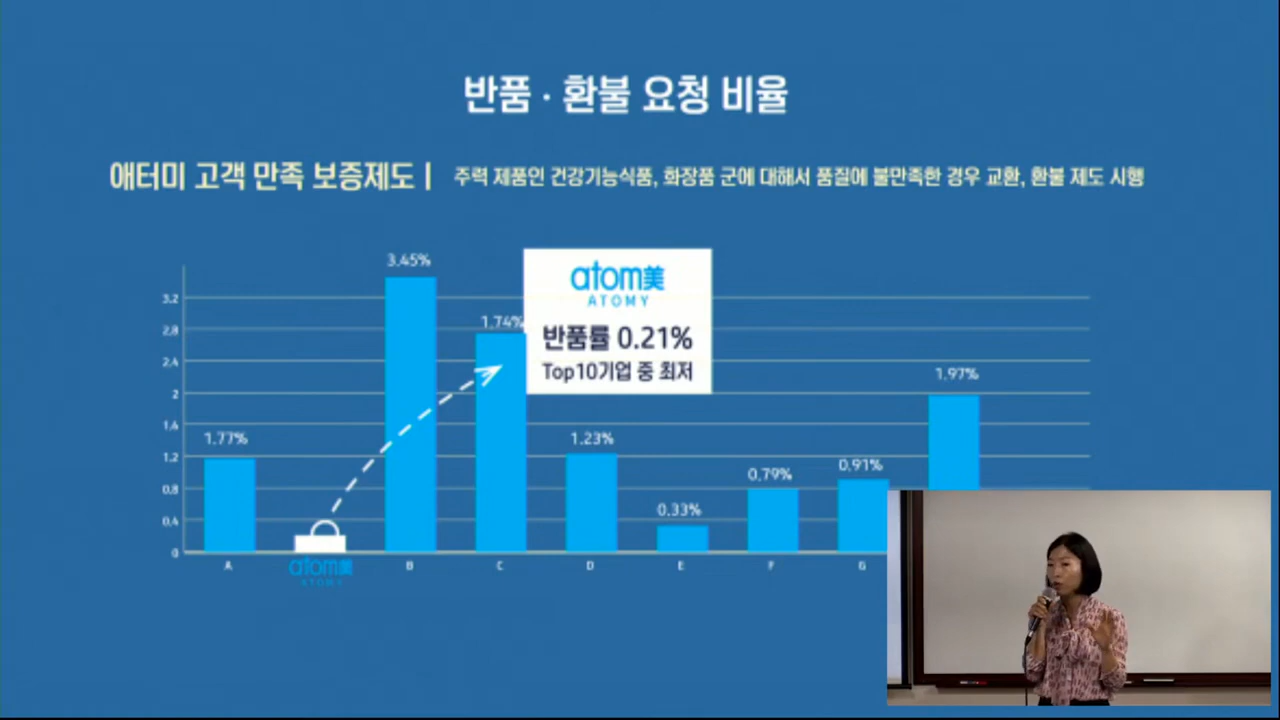 반품 · 환불 요청 비율
애터미 고객 만족 보증제도 | 주력 제품인 건강기능식품, 화장품 군에 대해서 품질에 불만족한 경우 교환, 환불 제도 시행
3.45%
atom美
ATOMY
3.2
1.74%
반품률 0.21%
2.8
Top10기업 중 최저
2.4
1.97%
2
1.6
1.77%
1.23%
1.2
0.91%
0.79%
0.8
0.33%
0.4
0
A
atom美
ATOMY
B
C
D
E
F
G